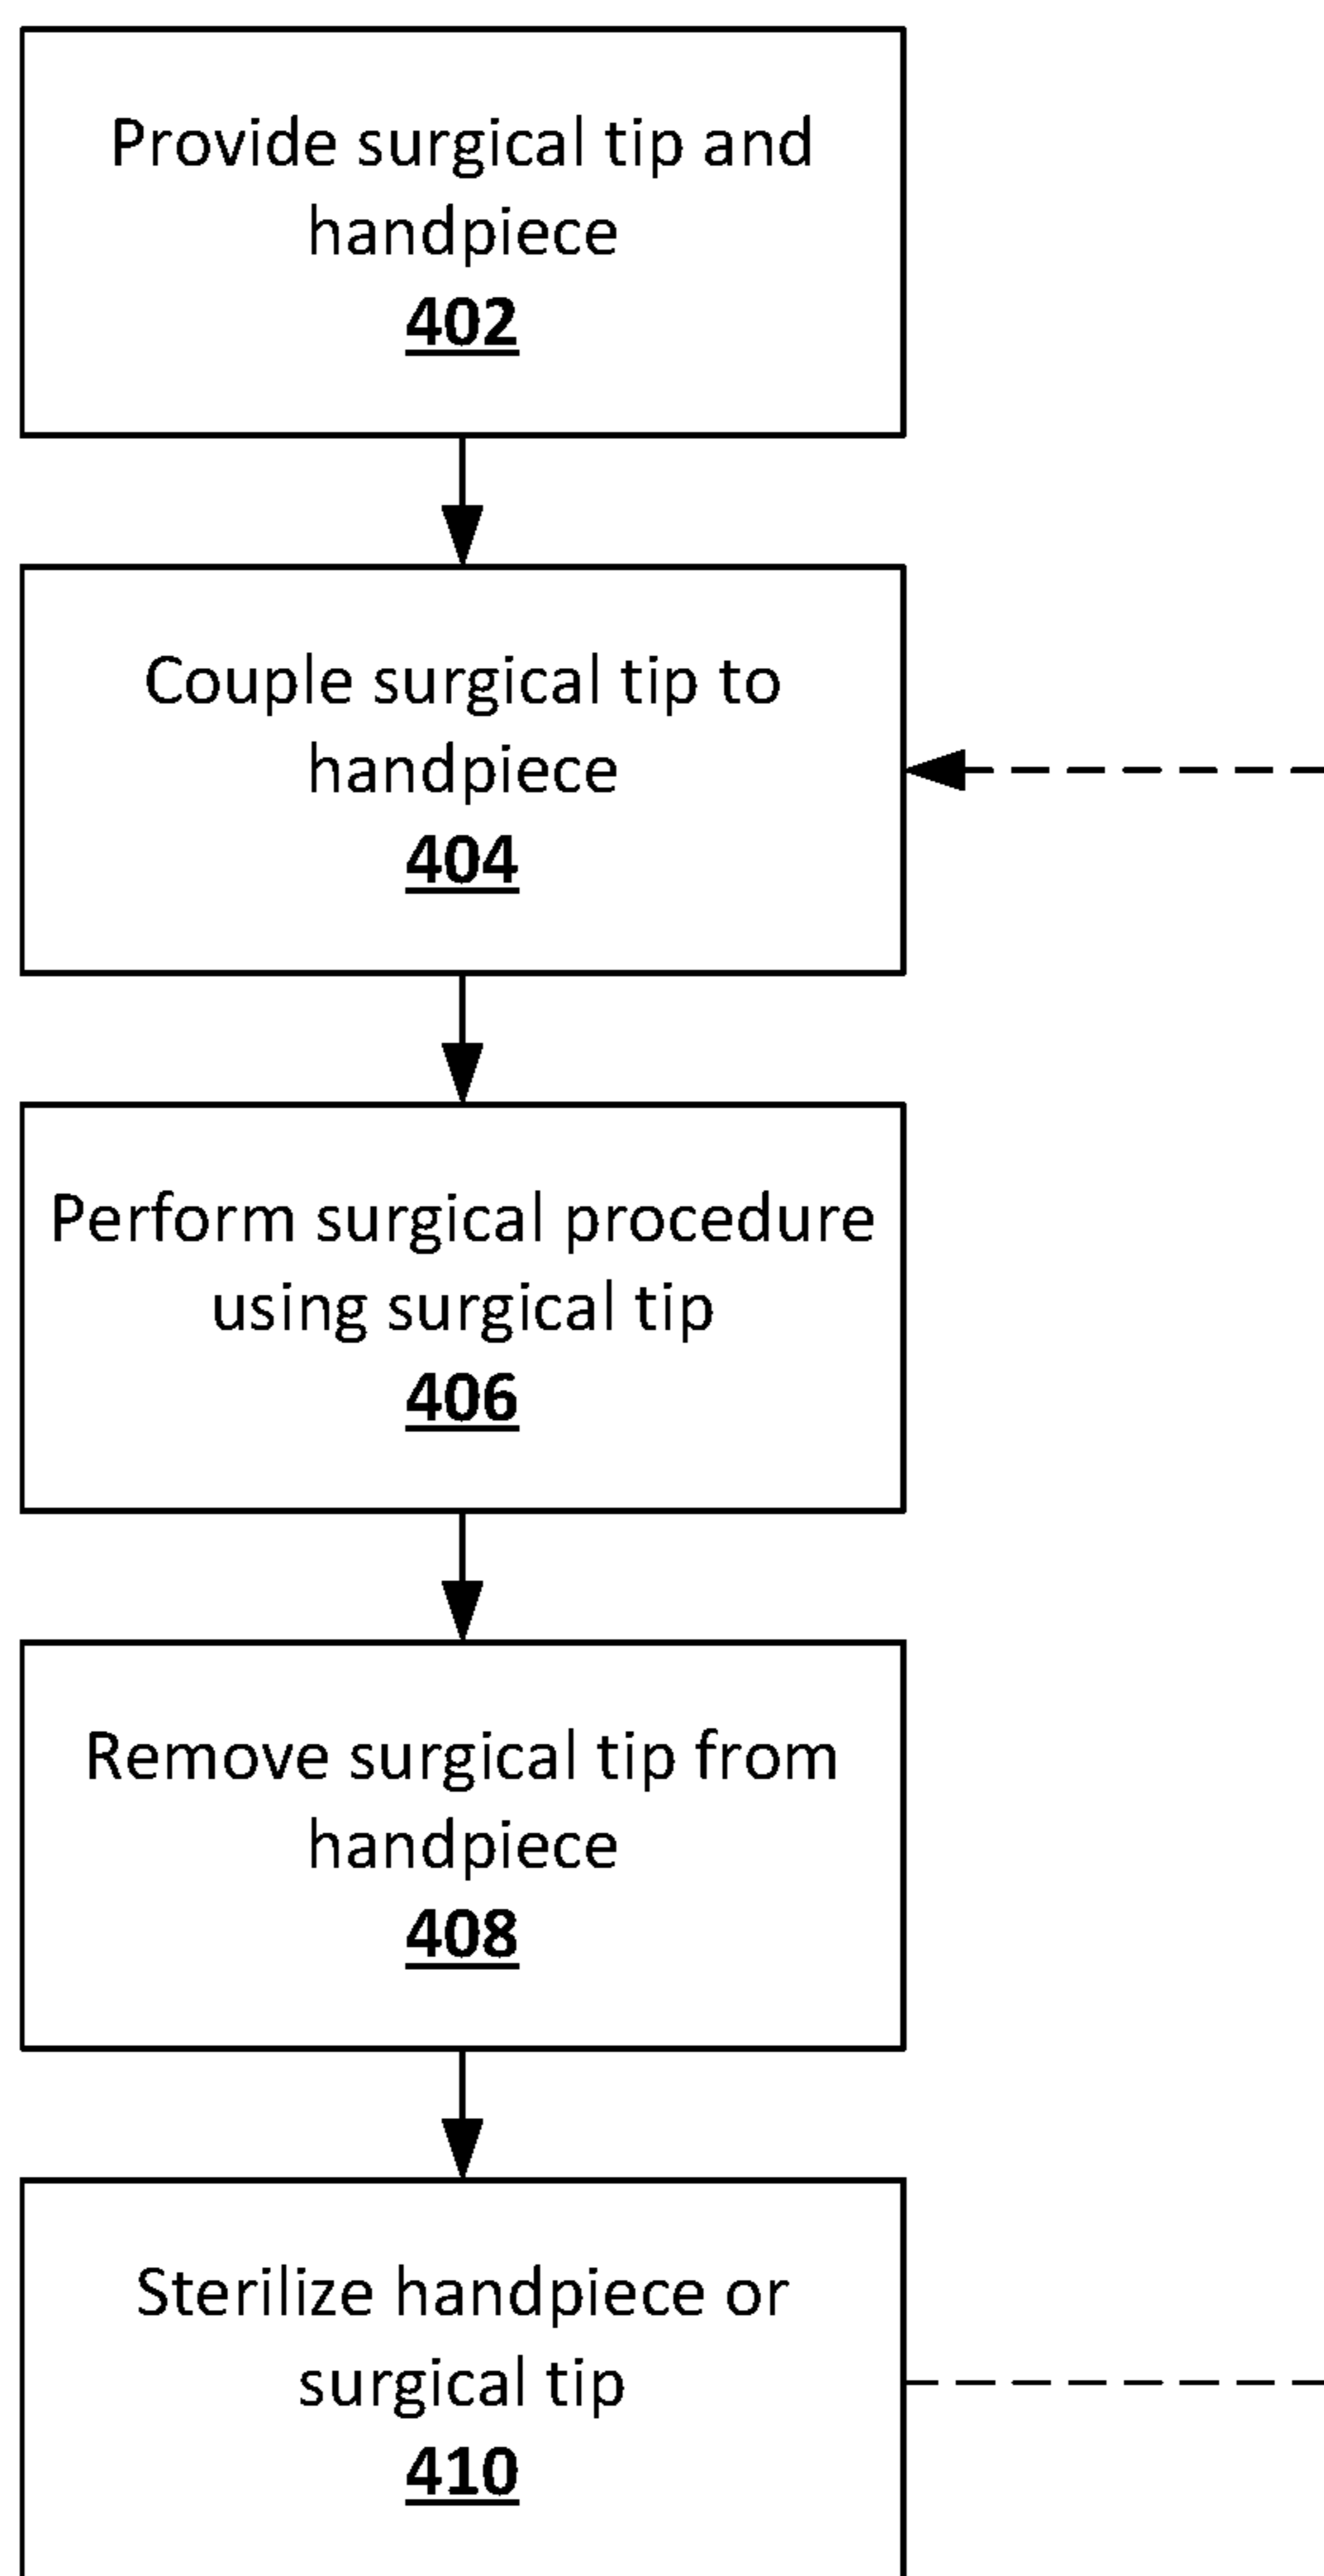 Provide surgical tip and
handpiece
402
Couple surgical tip to
handpiece
404
Perform surgical procedure
using surgical tip
406
Remove surgical tip from
handpiece
408
Sterilize handpiece or
surgical tip
410